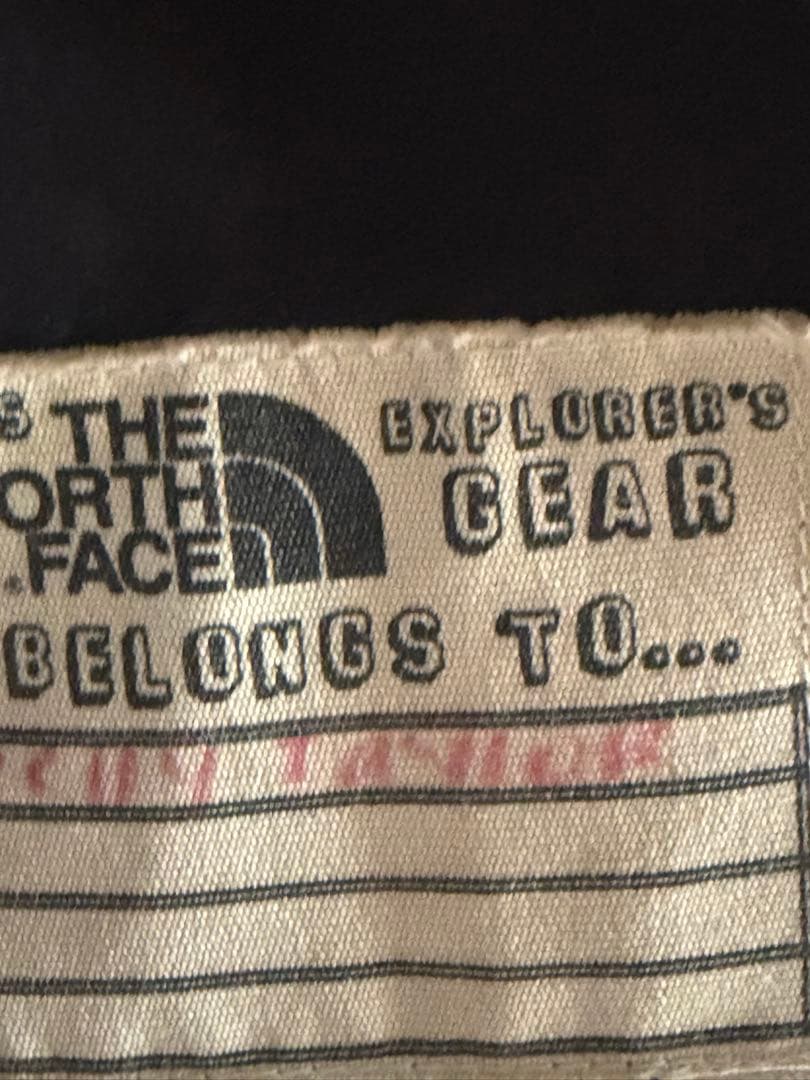 S THE
ORTH
FACE
EXPLORER'S
GEAR
BELONGS TO...